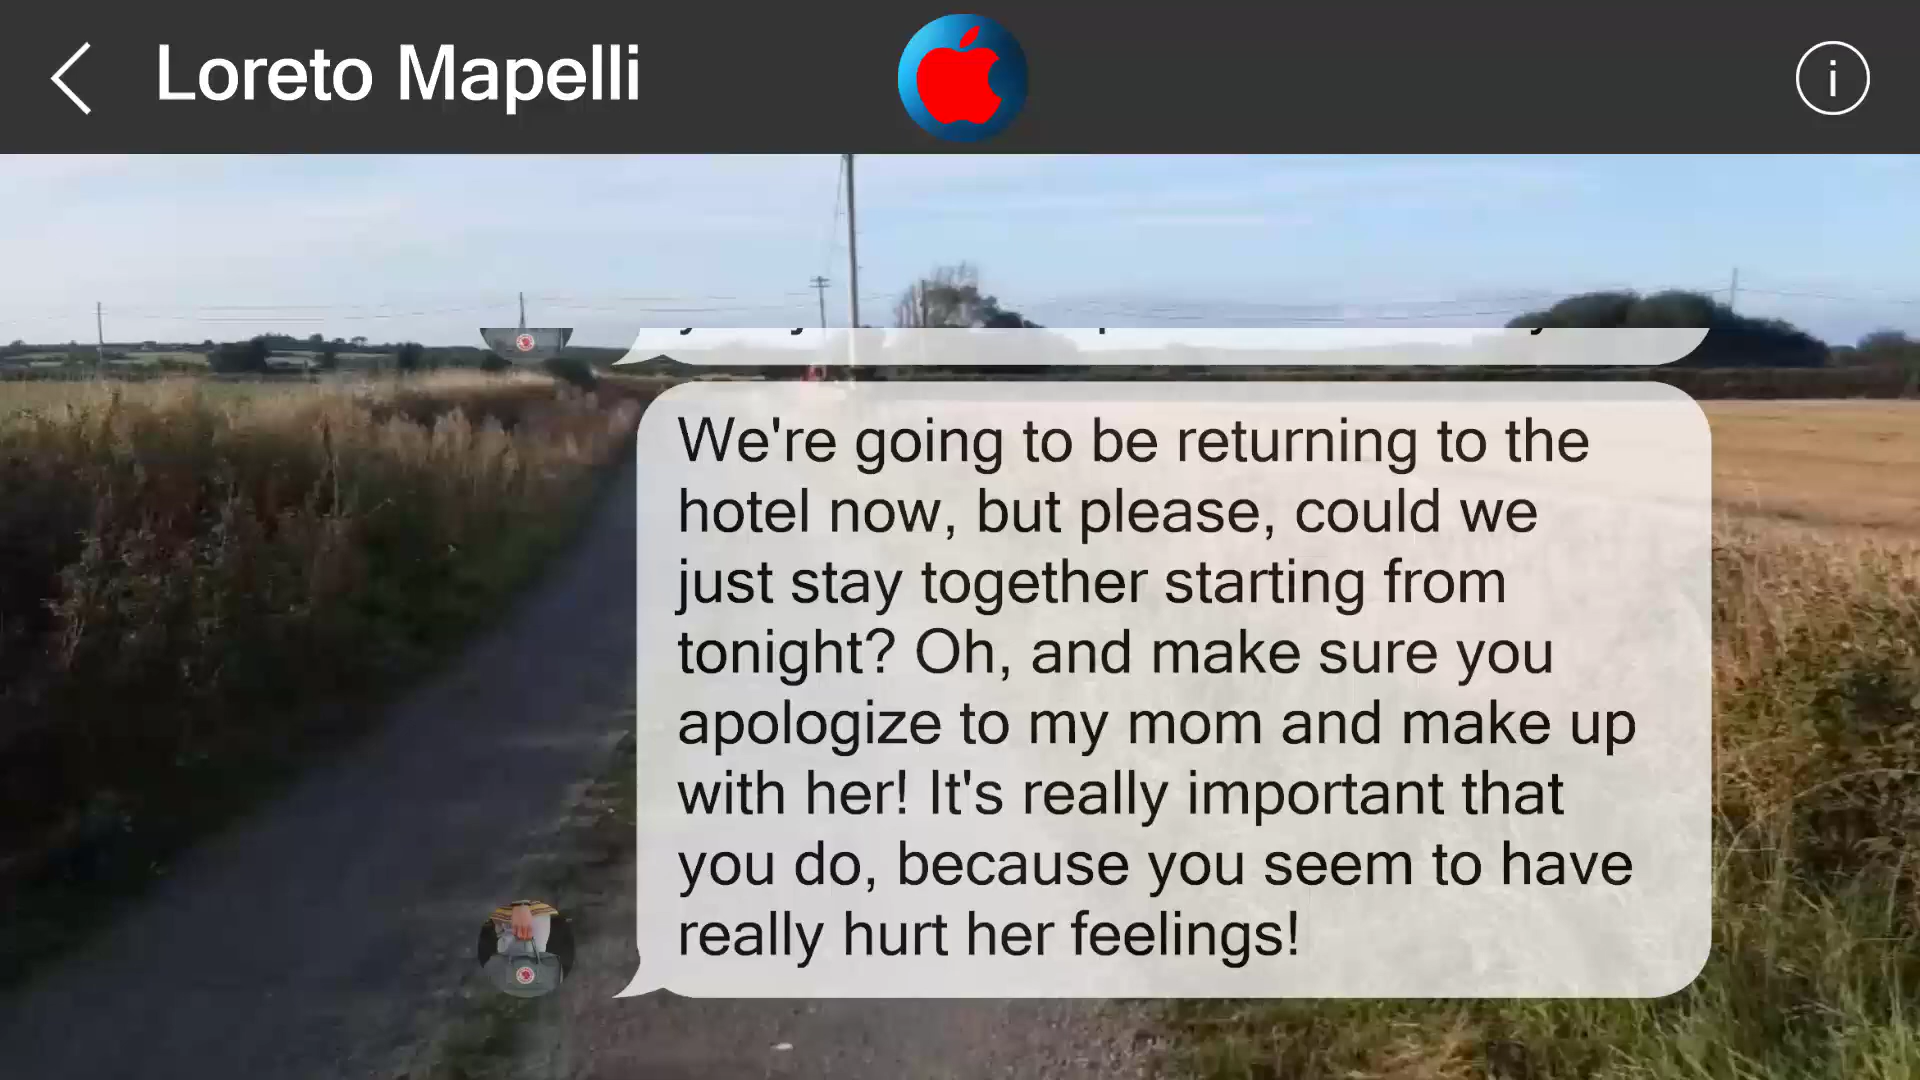 Loreto Mapelli
We're going to be returning to the
hotel now, but please, could we
just stay together starting from
tonight? Oh, and make sure you
apologize to my mom and make up
with her! It's really important that
you do, because you seem to have
really hurt her feelings!